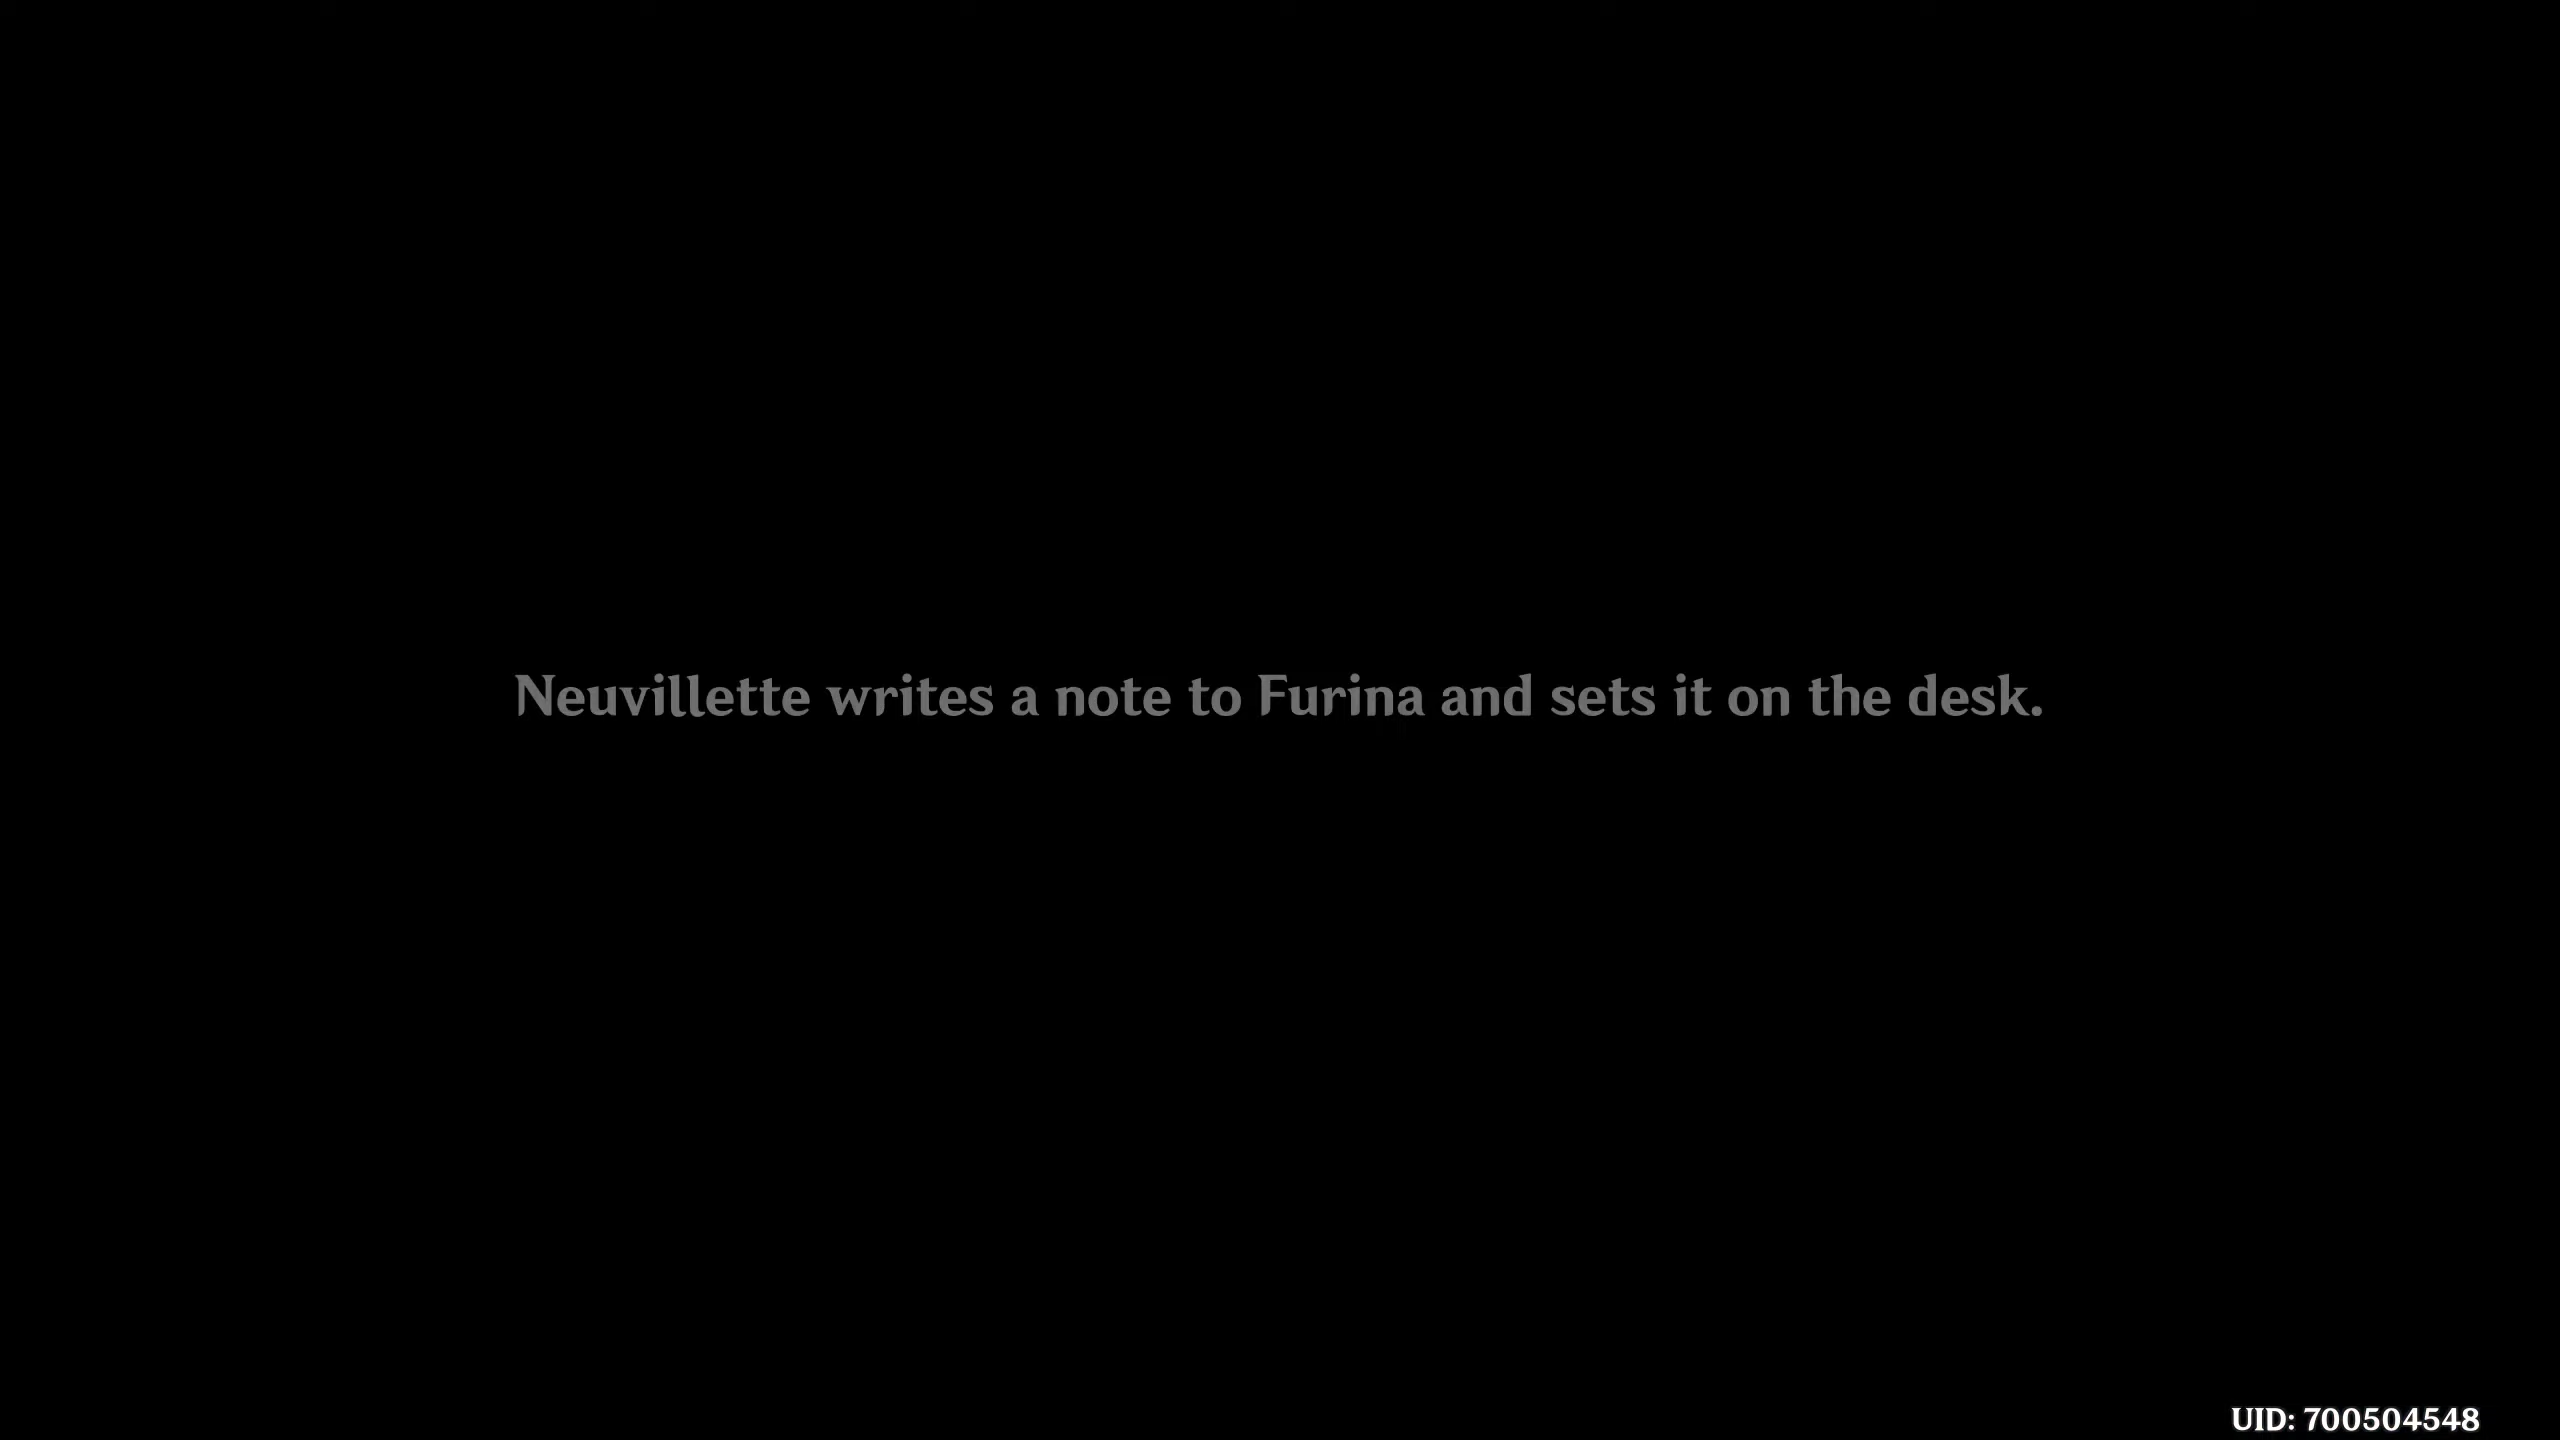 Neuvillette writes a note to Furina and sets it on the desk.
UID: 700504548